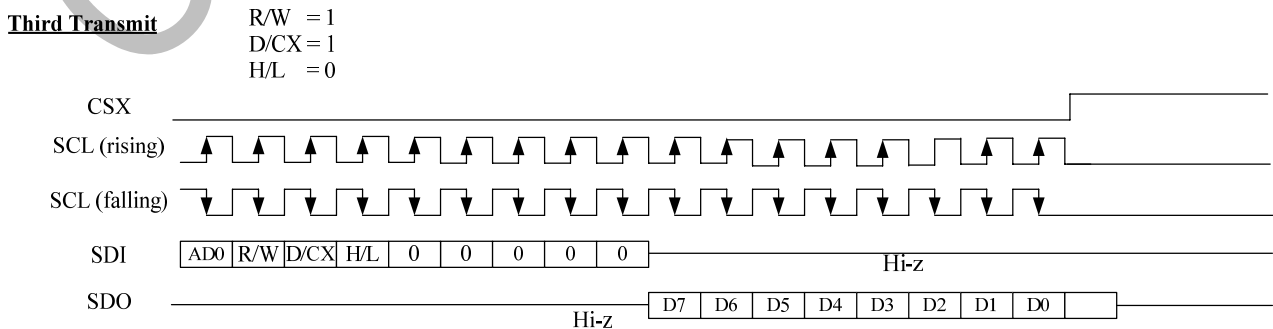 Third Transmit
R/W = 1
D/CX = 1
H/L = 0
CSX
SCL (rising)
SCL (falling)
SDI AD0 R/W D/CX H/L 0 0 0 0 0 Hi-z
SDO Hi-z D7 D6 D5 D4 D3 D2 D1 D0